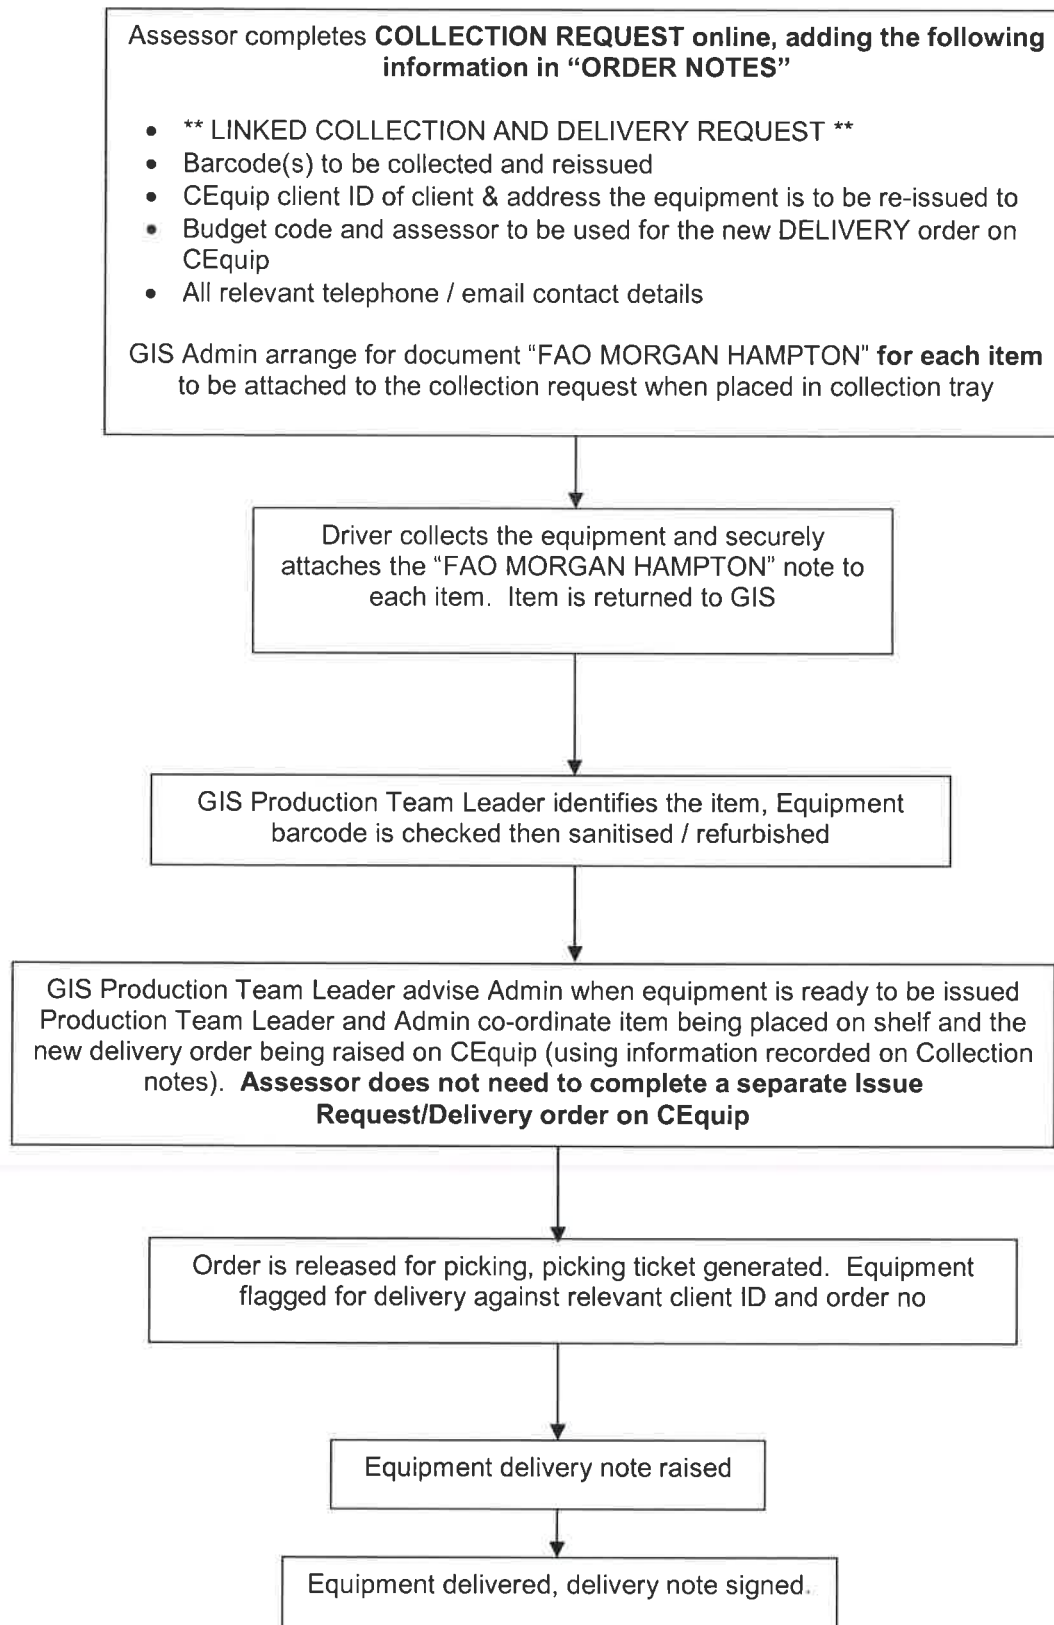 Assessor completes COLLECTION REQUEST online, adding the following
information in “ORDER NOTES”
• ** LINKED COLLECTION AND DELIVERY REQUEST **
• Barcode(s) to be collected and reissued
• CEquip client ID of client & address the equipment is to be re-issued to
• Budget code and assessor to be used for the new DELIVERY order on
CEquip
• All relevant telephone / email contact details
GIS Admin arrange for document “FAO MORGAN HAMPTON” for each item
to be attached to the collection request when placed in collection tray
Driver collects the equipment and securely
attaches the “FAO MORGAN HAMPTON” note to
each item. Item is returned to GIS
GIS Production Team Leader identifies the item, Equipment
barcode is checked then sanitised / refurbished
GIS Production Team Leader advise Admin when equipment is ready to be issued
Production Team Leader and Admin co-ordinate item being placed on shelf and the
new delivery order being raised on CEquip (using information recorded on Collection
notes). Assessor does not need to complete a separate Issue
Request/Delivery order on CEquip
Order is released for picking, picking ticket generated. Equipment
flagged for delivery against relevant client ID and order no
Equipment delivery note raised
Equipment delivered, delivery note signed.